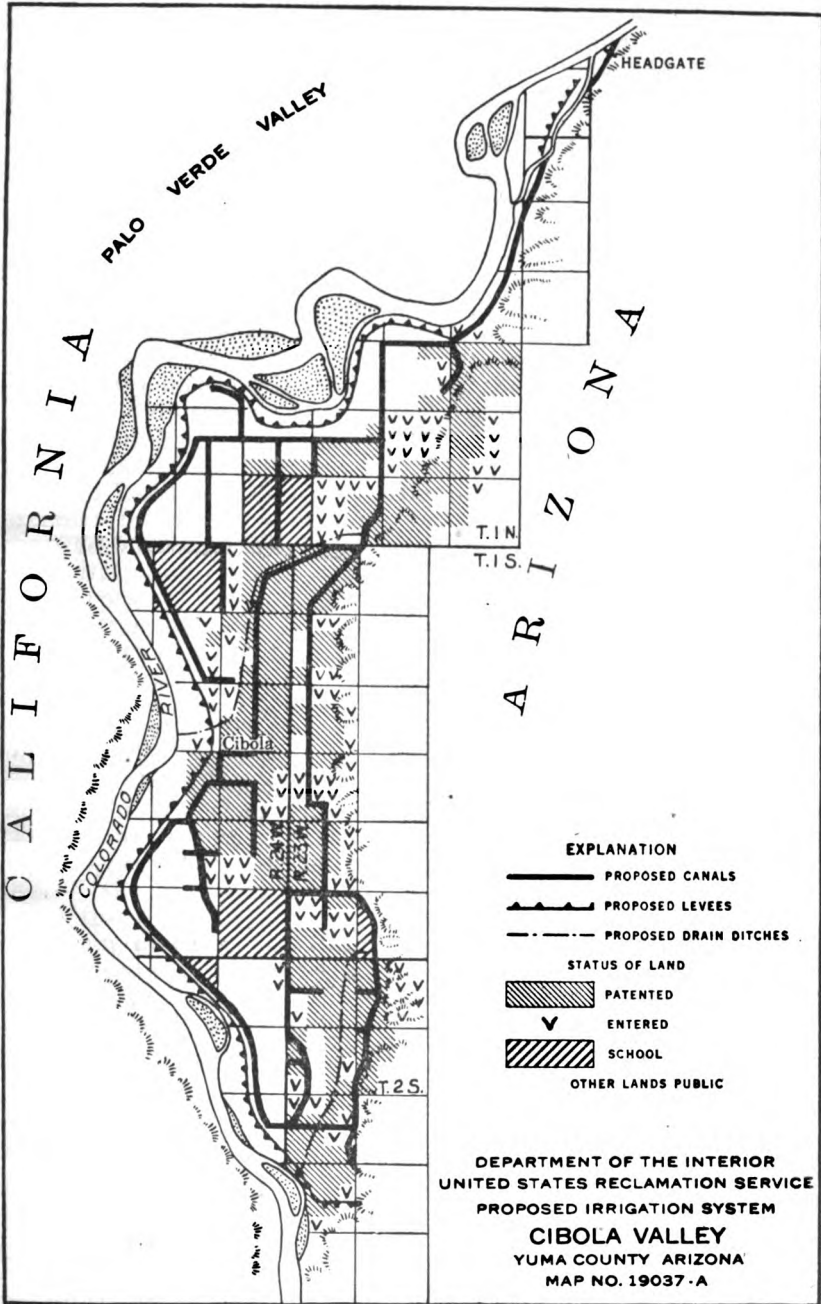 HEADGATE
PALO VERDE VALLEY
CALIFORNIA
ARIZONA
T.1N.
T.1S.
RIVER
Cibola
COLORADO
R.24W.
R.23W.
T.2S.
EXPLANATION
PROPOSED CANALS
PROPOSED LEVEES
PROPOSED DRAIN DITCHES
STATUS OF LAND
PATENTED
ENTERED
SCHOOL
OTHER LANDS PUBLIC
DEPARTMENT OF THE INTERIOR
UNITED STATES RECLAMATION SERVICE
PROPOSED IRRIGATION SYSTEM
CIBOLA VALLEY
YUMA COUNTY ARIZONA
MAP NO. 19037-A